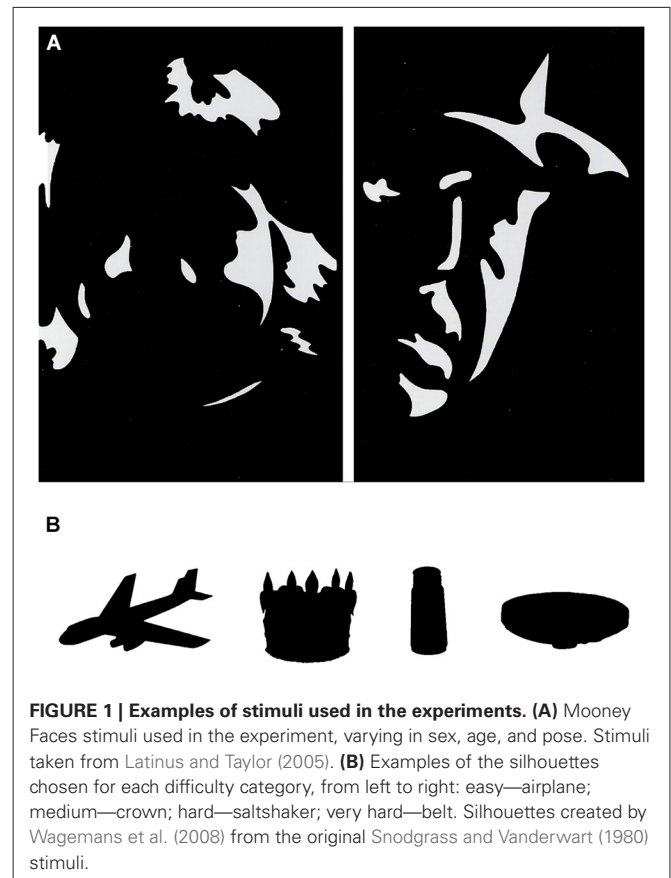 A
B
FIGURE 1 | Examples of stimuli used in the experiments. (A) Mooney
Faces stimuli used in the experiment, varying in sex, age, and pose. Stimuli
taken from Latinus and Taylor (2005). (B) Examples of the silhouettes
chosen for each difficulty category, from left to right: easy—airplane;
medium—crown; hard—saltshaker; very hard—belt. Silhouettes created by
Wagemans et al. (2008) from the original Snodgrass and Vanderwart (1980)
stimuli.